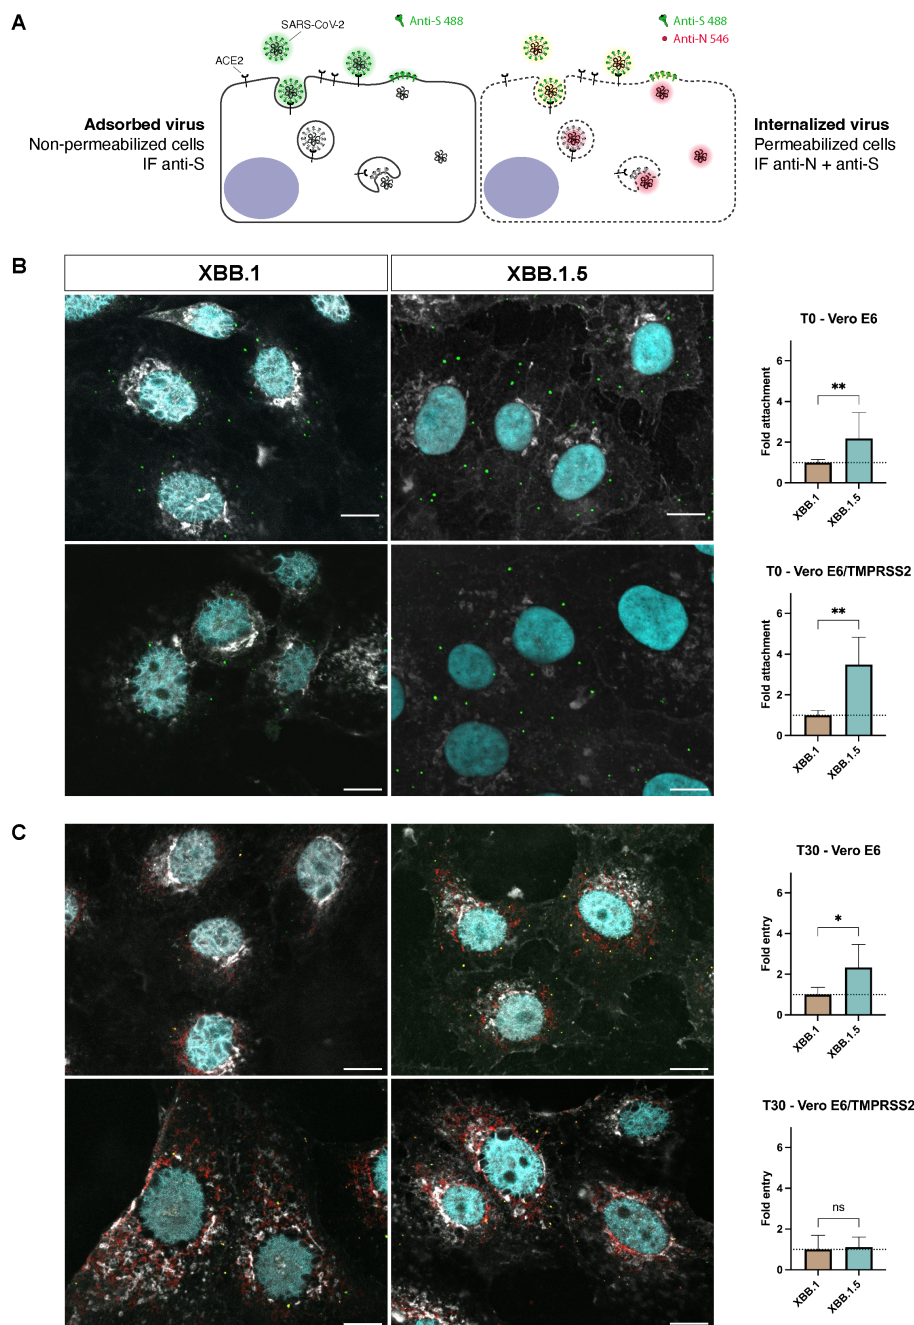 A
SARS-CoV-2
Anti-S 488
Anti-S 488
Anti-N 546
ACE2
Adsorbed virus
Non-permeabilized cells
IF anti-S
Internalized virus
Permeabilized cells
IF anti-N + anti-S
B
XBB.1
XBB.1.5
T0 - Vero E6
Fold attachment
6
4
2
0
**
XBB.1
XBB.1.5
T0 - Vero E6/TMPRSS2
Fold attachment
6
4
2
0
**
XBB.1
XBB.1.5
C
T30 - Vero E6
Fold entry
6
4
2
0
*
XBB.1
XBB.1.5
T30 - Vero E6/TMPRSS2
Fold entry
6
4
2
0
ns
XBB.1
XBB.1.5